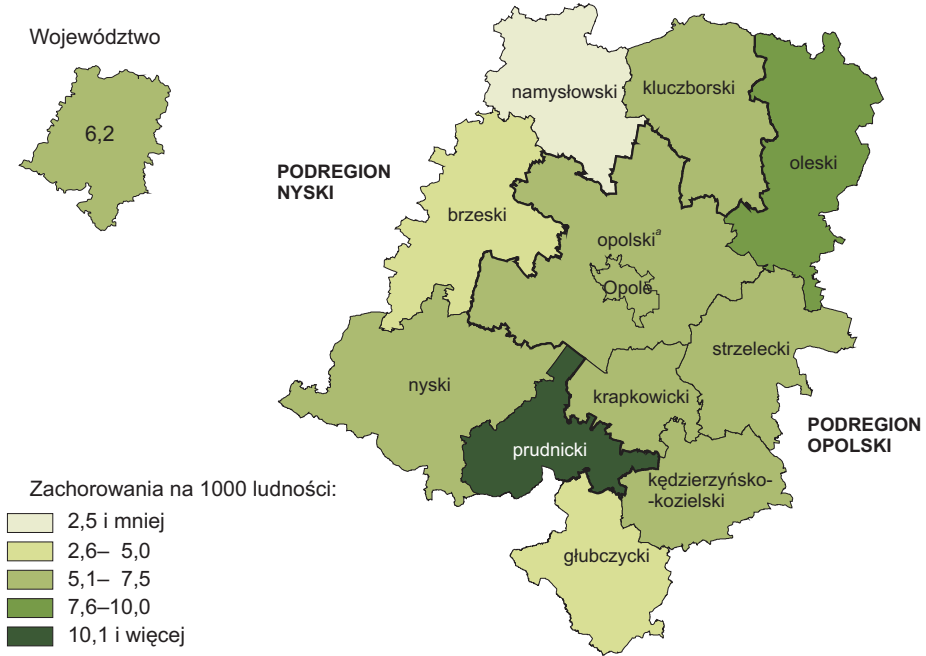 Województwo
6,2
PODREGION
NYSKI
namysłowski
kluczborski
oleski
brzeski
opolskiᵃ
Opole
strzelecki
nyski
krapkowicki
PODREGION
OPOLSKI
prudnicki
kędzierzyńsko-
-kozielski
głubczycki
Zachorowania na 1000 ludności:
2,5 i mniej
2,6– 5,0
5,1– 7,5
7,6–10,0
10,1 i więcej